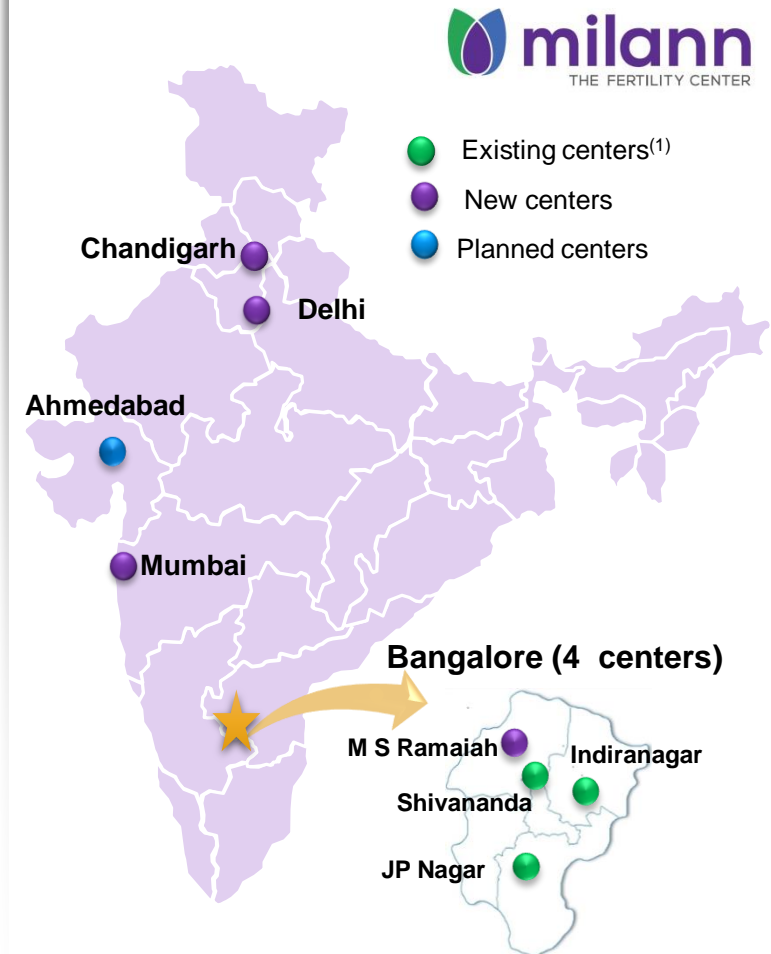 milann
THE FERTILITY CENTER
Existing centers(1)
New centers
Planned centers
Chandigarh
Delhi
Ahmedabad
Mumbai
Bangalore (4 centers)
M S Ramaiah
Indiranagar
Shivananda
JP Nagar